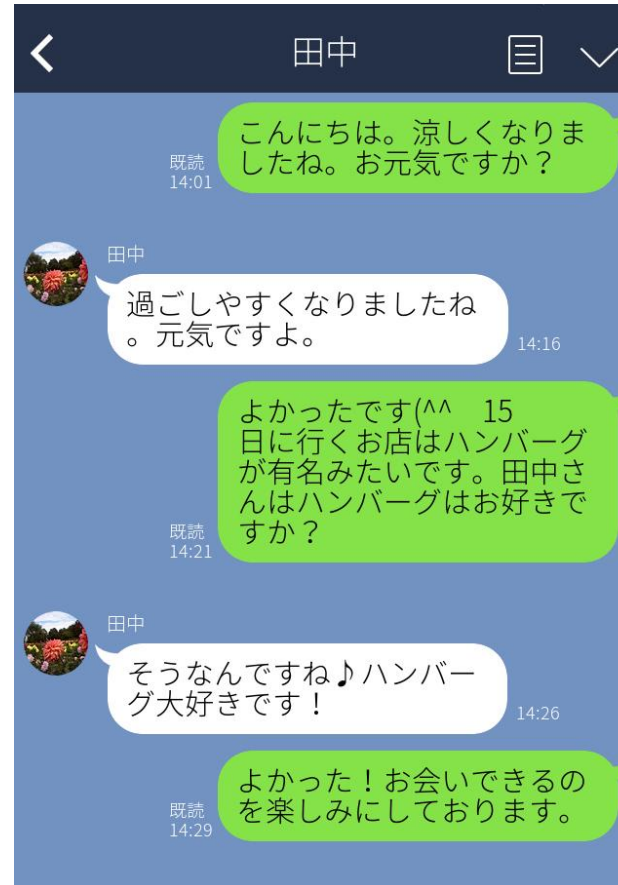 田中
こんにちは。涼しくなりま
したね。お元気ですか？
既読
14:01
田中
過ごしやすくなりましたね
。元気ですよ。
14:16
よかったです(^^　15
日に行くお店はハンバーグ
が有名みたいです。田中さ
んはハンバーグはお好きで
すか？
既読
14:21
田中
そうなんですね♪ハンバー
グ大好きです！
14:26
よかった！お会いできるの
を楽しみにしております。
既読
14:29